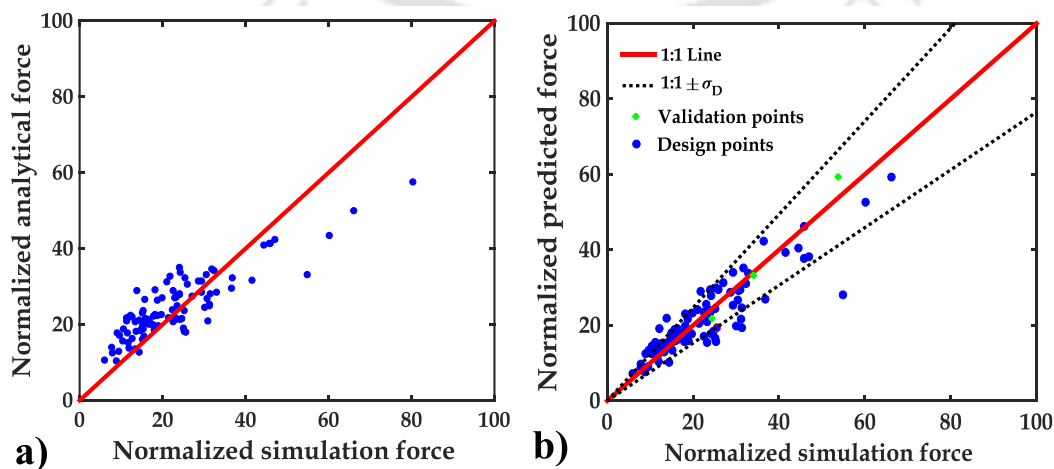 100
80
60
40
20
0
0
20
40
60
80
100
Normalized analytical force
Normalized simulation force
a)
100
80
60
40
20
0
0
20
40
60
80
100
Normalized predicted force
Normalized simulation force
1:1 Line
1:1 ± σD
Validation points
Design points
b)